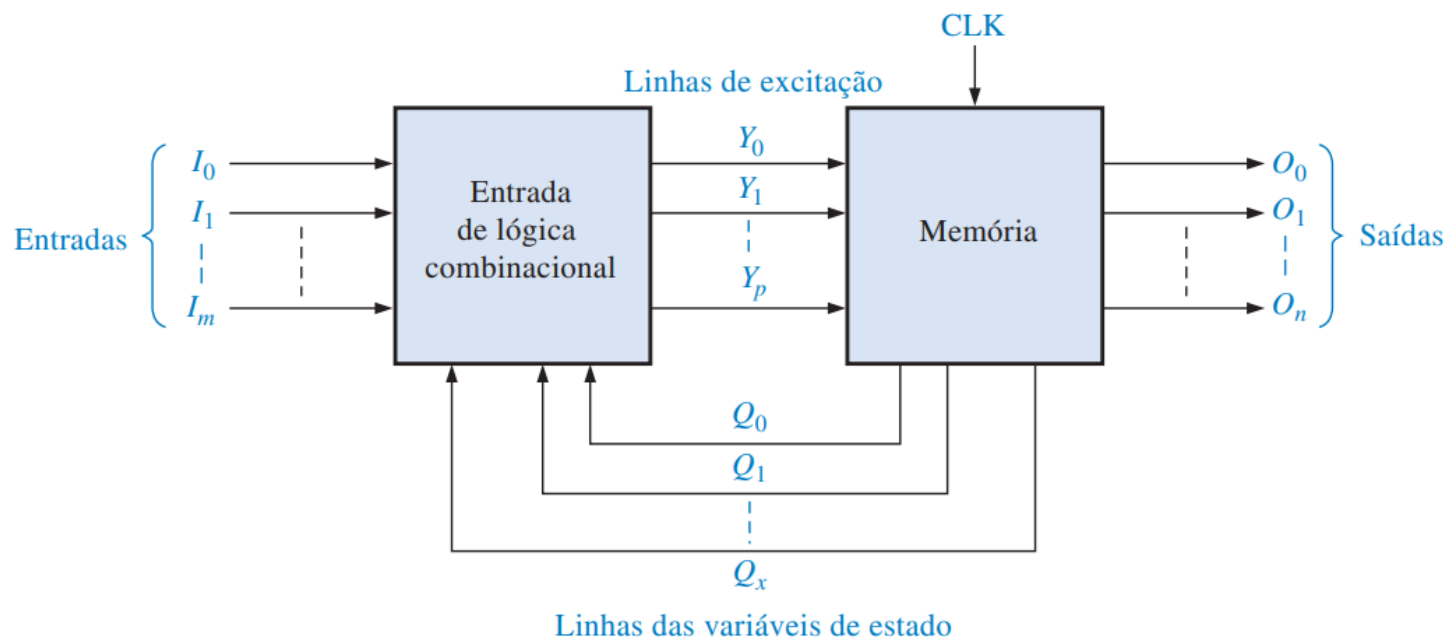 CLK
Linhas de excitação
Entradas
I0
I1
Im
Entrada
de lógica
combinacional
Y0
Y1
Yp
Memória
O0
O1
On
Saídas
Q0
Q1
Qx
Linhas das variáveis de estado